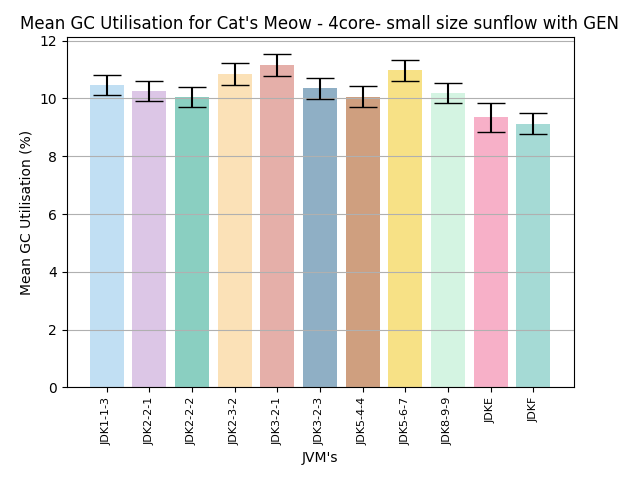 Mean GC Utilisation for Cat's Meow - 4core- small size sunflow with GEN
12
10
8
6
4
2
0
Mean GC Utilisation (%)
JDK1-1-3
JDK2-2-1
JDK2-2-2
JDK2-3-2
JDK3-2-1
JDK3-2-3
JDK5-4-4
JDK5-6-7
JDK8-9-9
JDKE
JDKF
JVM's